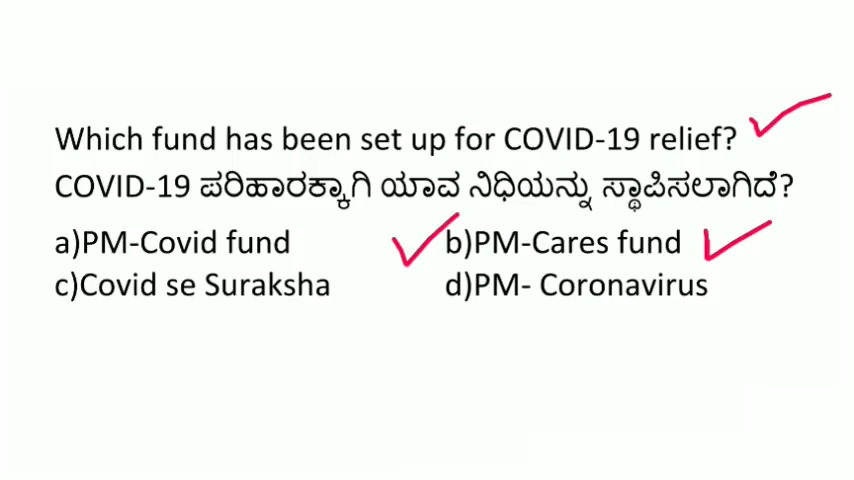 Which fund has been set up for COVID-19 relief?
COVID-19 ಪರಿಹಾರಕ್ಕಾಗಿ ಯಾವ ನಿಧಿಯನ್ನು ಸ್ಥಾಪಿಸಲಾಗಿದೆ?
a)PM-Covid fund b)PM-Cares fund
c)Covid se Suraksha d)PM- Coronavirus